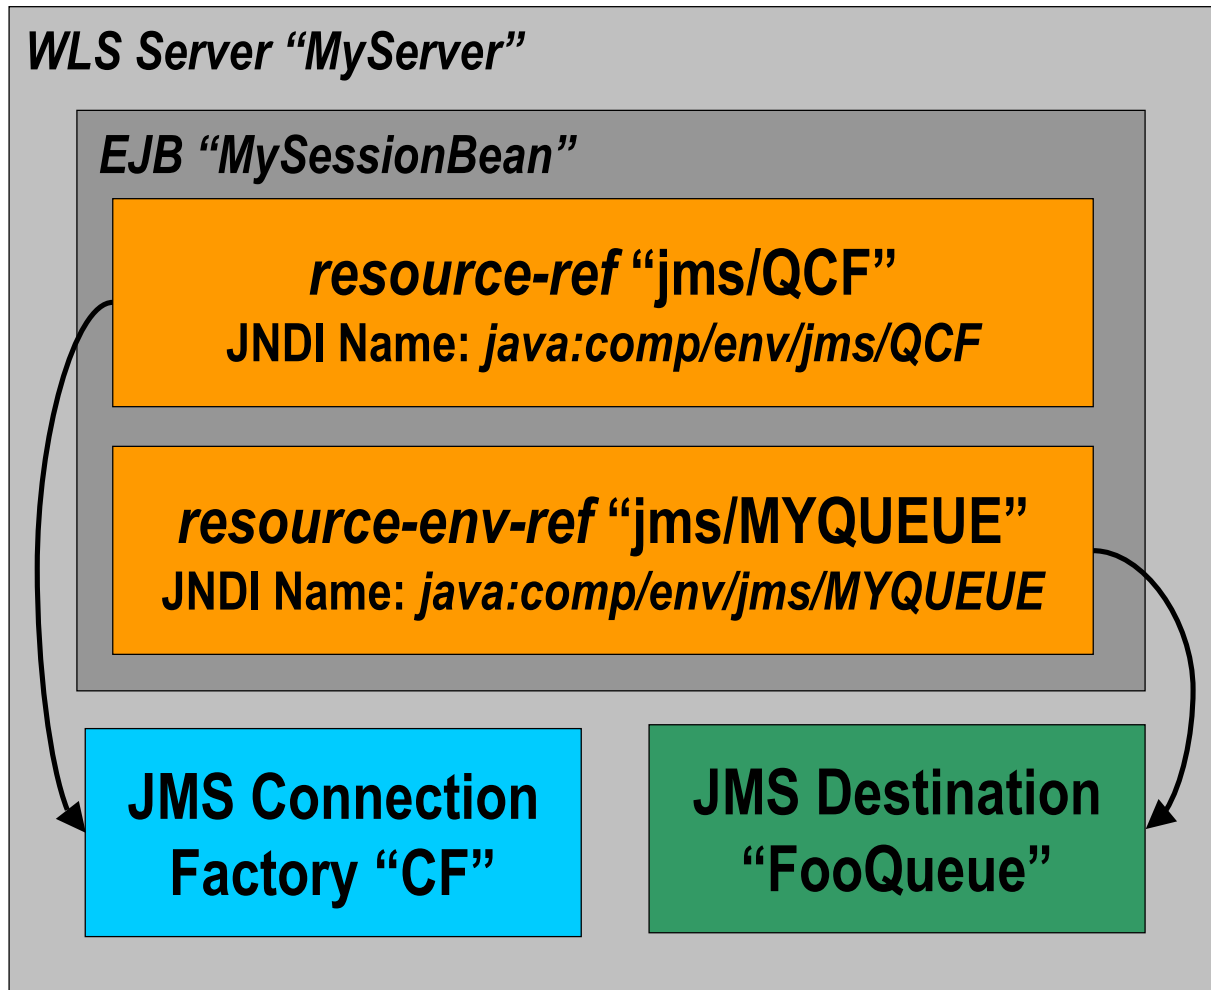 WLS Server “MyServer”
EJB “MySessionBean”
resource-ref “jms/QCF”
JNDI Name: java:comp/env/jms/QCF
resource-env-ref “jms/MYQUEUE”
JNDI Name: java:comp/env/jms/MYQUEUE
JMS Connection
Factory “CF”
JMS Destination
“FooQueue”